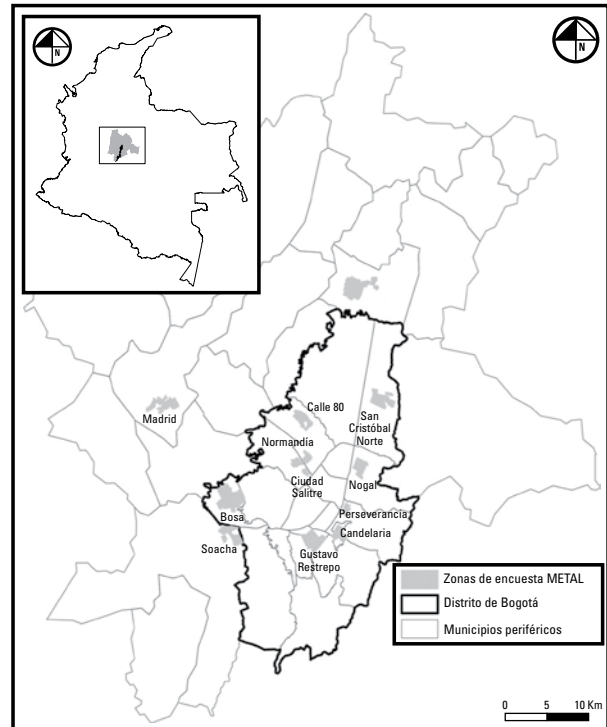 N
N
Calle 80
Madrid
San
Cristóbal
Norte
Normandía
Ciudad
Salitre
Nogal
Bosa
Perseverancia
Candelaria
Soacha
Gustavo
Restrepo
Zonas de encuesta METAL
Distrito de Bogotá
Municipios periféricos
0 5 10 Km